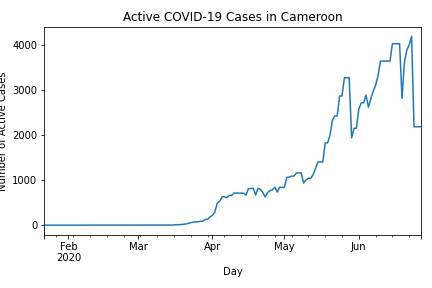 Active COVID-19 Cases in Cameroon
Number of Active Cases
4000
3000
2000
1000
0
Feb
2020
Mar
Apr
May
Jun
Day